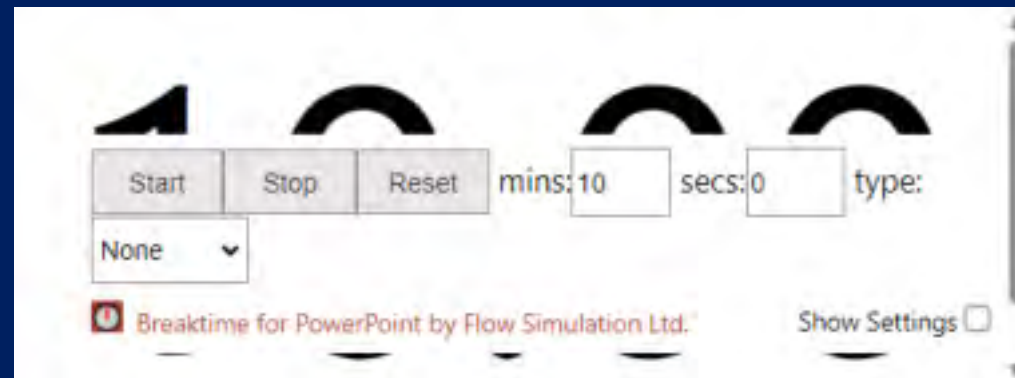 Start Stop Reset mins: 10 secs: 0 type:
None
Breaktime for PowerPoint by Flow Simulation Ltd. Show Settings